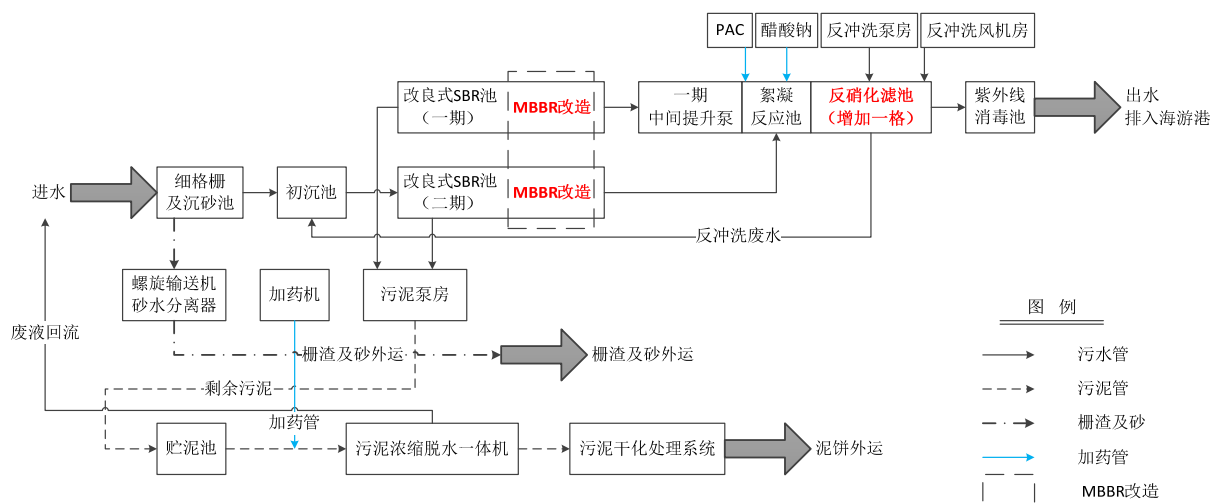 PAC
醋酸钠
反冲洗泵房
反冲洗风机房
改良式SBR池
（一期）
MBBR改造
一期
中间提升泵
絮凝
反应池
反硝化滤池
（增加一格）
紫外线
消毒池
出水
排入海游港
进水
细格栅
及沉砂池
初沉池
改良式SBR池
（二期）
MBBR改造
反冲洗废水
螺旋输送机
砂水分离器
加药机
污泥泵房
废液回流
栅渣及砂外运
栅渣及砂外运
剩余污泥
加药管
贮泥池
污泥浓缩脱水一体机
污泥干化处理系统
泥饼外运
图 例
污水管
污泥管
栅渣及砂
加药管
MBBR改造